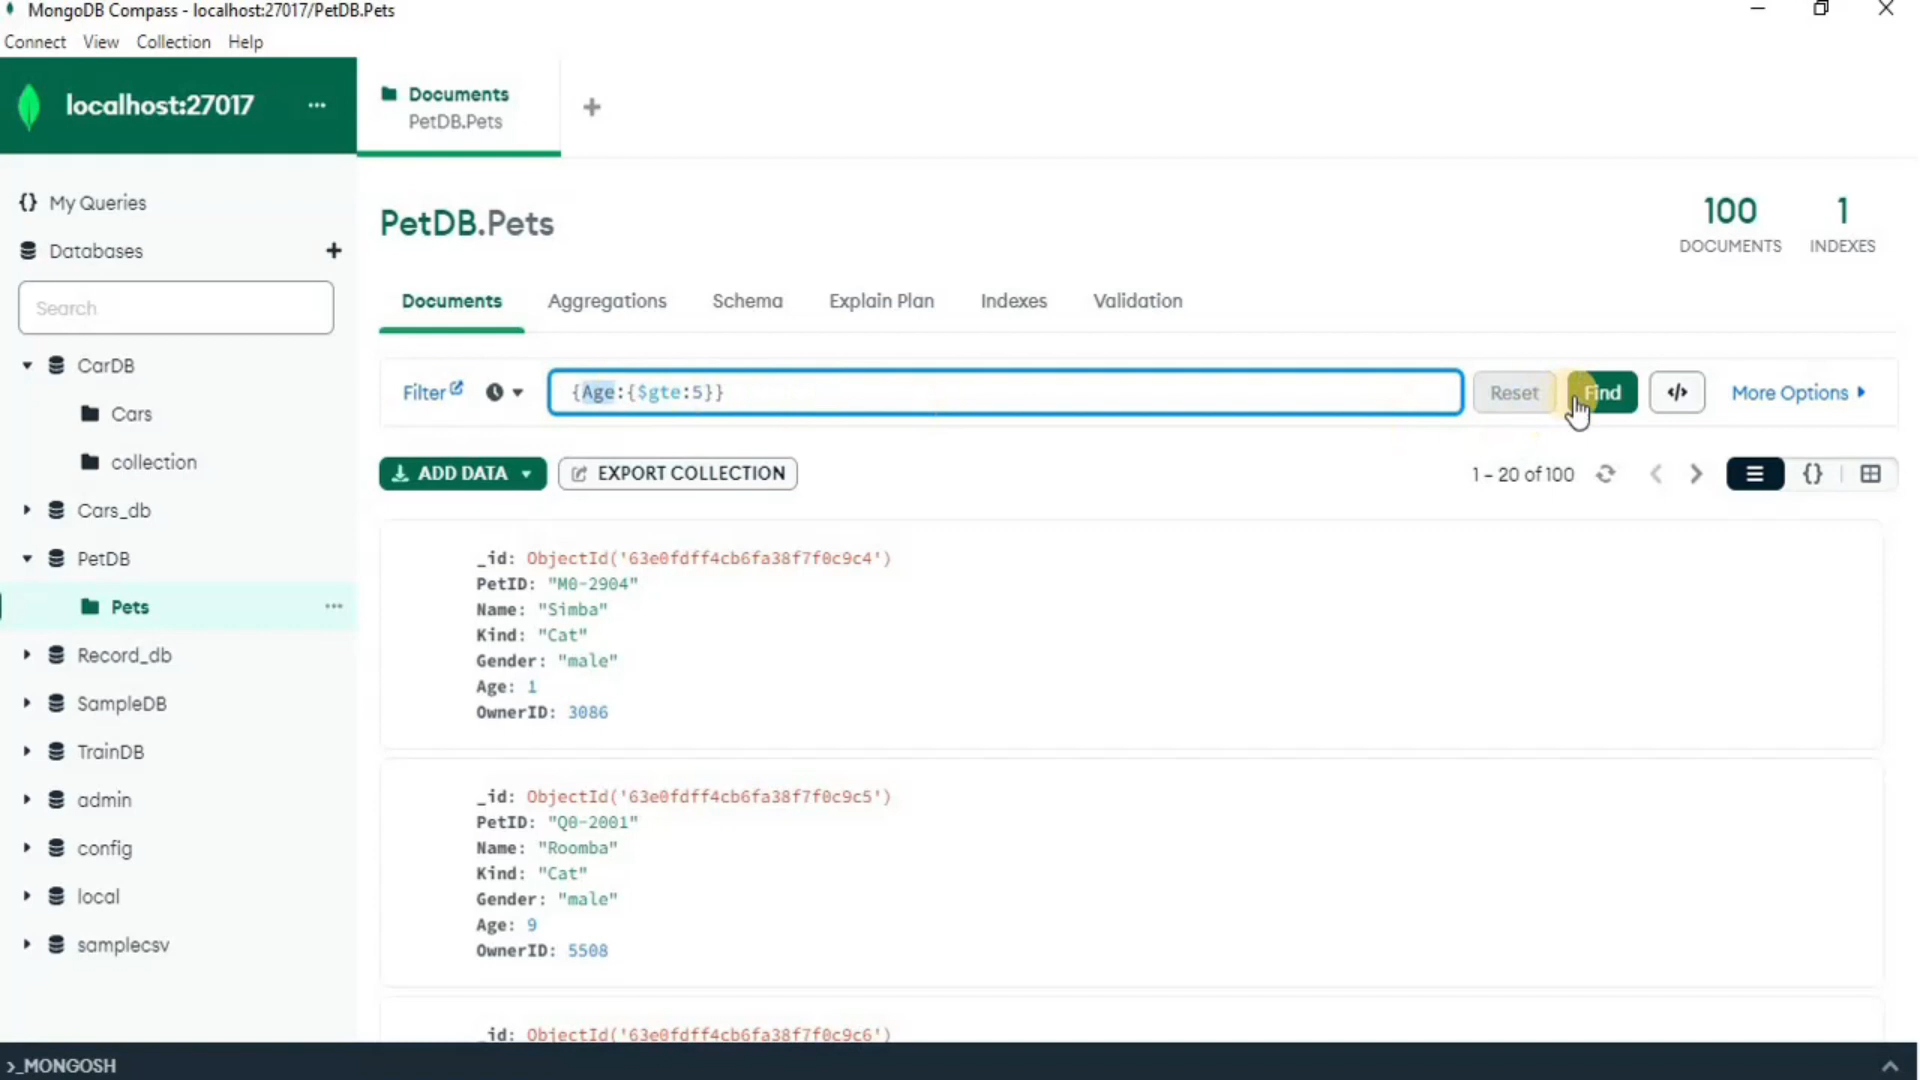 MongoDB Compass - localhost:27017/PetDB.Pets
Connect View Collection Help
localhost:27017 ...
Documents
PetDB.Pets
+
My Queries
Databases +
Search
CarDB
Cars
collection
Cars_db
PetDB
Pets ...
Record_db
SampleDB
TrainDB
admin
config
local
samplecsv
PetDB.Pets
100 1
DOCUMENTS INDEXES
Documents Aggregations Schema Explain Plan Indexes Validation
Filter {Age:{$gte:5}} Reset Find </> More Options
ADD DATA EXPORT COLLECTION 1 – 20 of 100 {}
_id: ObjectId('63e0fdff4cb6fa38f7f0c9c4')
PetID: "M0-2904"
Name: "Simba"
Kind: "Cat"
Gender: "male"
Age: 1
OwnerID: 3086
_id: ObjectId('63e0fdff4cb6fa38f7f0c9c5')
PetID: "Q0-2001"
Name: "Roomba"
Kind: "Cat"
Gender: "male"
Age: 9
OwnerID: 5508
_id: ObjectId('63e0fdff4cb6fa38f7f0c9c6')
>_MONGOSH